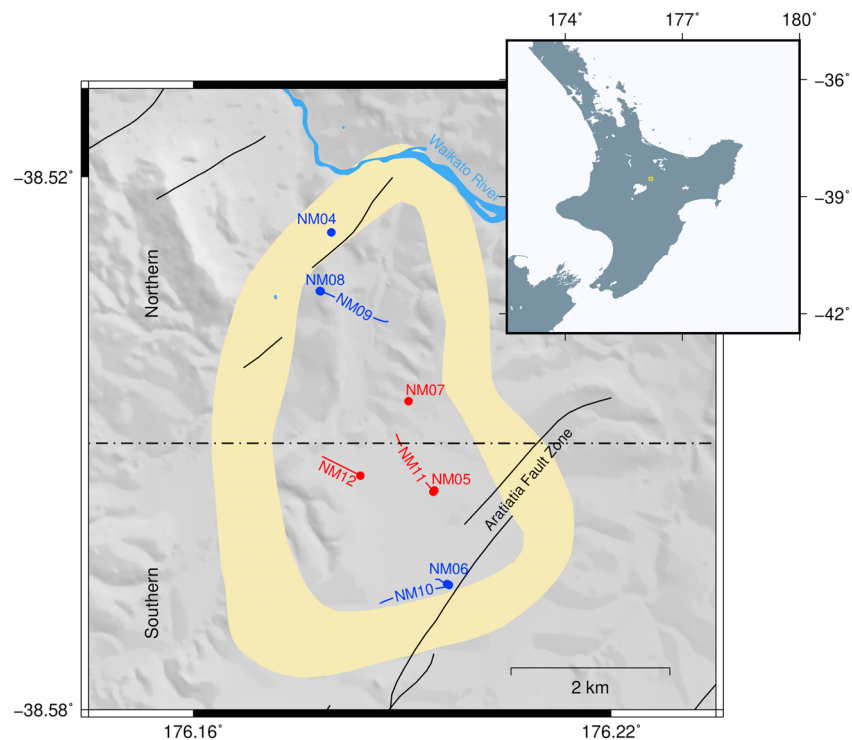 174˚
177˚
180˚
−36˚
−39˚
−42˚
−38.52˚
Waikato River
NM04
Northern
NM08
NM09
NM07
NM11
NM12
NM05
Aratiatia Fault Zone
NM06
NM10
Southern
2 km
−38.58˚
176.16˚
176.22˚